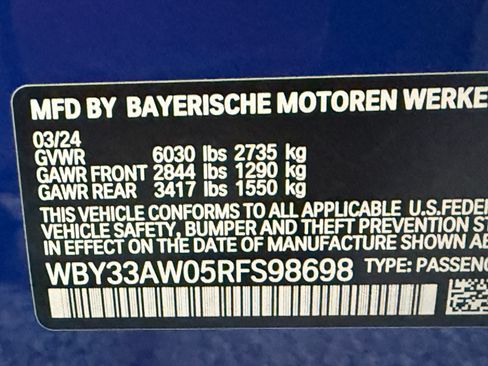 MFD BY BAYERISCHE MOTOREN WERKE
03/24
GVWR 6030 lbs 2735 kg
GAWR FRONT 2844 lbs 1290 kg
GAWR REAR 3417 lbs 1550 kg
THIS VEHICLE CONFORMS TO ALL APPLICABLE U.S.FEDER
VEHICLE SAFETY, BUMPER AND THEFT PREVENTION S
IN EFFECT ON THE DATE OF MANUFACTURE SHOWN AB
WBY33AW05RFS98698 TYPE: PASSENG